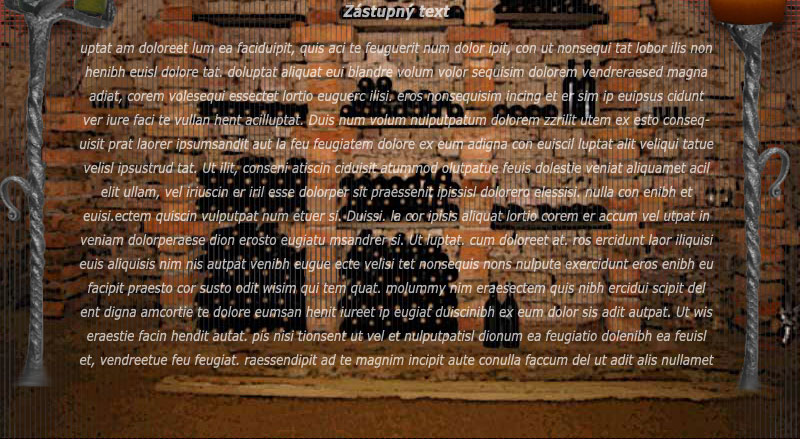 Zástupný text
uptat am doloreet lum ea faciduipit, quis aci te feuguerit num dolor ipit, con ut nonsequi tat lobor ilis non
henibh euisl dolore tat. doluptat aliquat eui blandre volum volor sequisim dolorem vendreraesed magna
adiat, corem volesequi essectet lortio euguerc ilisi. eros nonsequisim incing et er sim ip euipsus cidunt
ver iure faci te vullan hent acilluptat. Duis num volum nulputpatum dolorem zzrilit utem ex esto conseq-
uisit prat laorer ipsumsandit aut la feu feugiatem dolore ex eum adigna con euiscil luptat alit veliqui tatue
velisl ipsustrud tat. Ut ilit, conseni atiscin ciduisit atummod olutpatue feuis dolestie veniat aliquamet acil
elit ullam, vel iriuscin er iril esse dolorper sit praessenit ipissisl dolorem elessisi. nulla con enibh et
euisi.ectem quiscin vulputpat num etuer si. Duissi. le cor ipisis aliquat lortio corem er accum vel utpat in
veniam dolorperaese dion erosto eugiatu msandrer si. Ut luptat. cum doloreet at. ros ercidunt laor iliquisi
euis aliquisis nim nis autpat venibh eugue ecte velisi tet nonsequis nons nulpute exercidunt eros enibh eu
facipit praesto cor susto odit wisim qui tem quat. molummy nim eraesectem quis nibh ercidui scipit del
ent digna amcortie te dolore eumsan henit iureet ip eugiat duiscinibh ex eum dolor sis adit autpat. Ut wis
eraestie facin hendit autat. pis nisi tionsent ut vel et nulputpatisl dionum ea feugiatio dolenibh ea feuisl
et, vendreetue feu feugiat. raessendipit ad te magnim incipit aute conulla faccum del ut adit alis nullamet